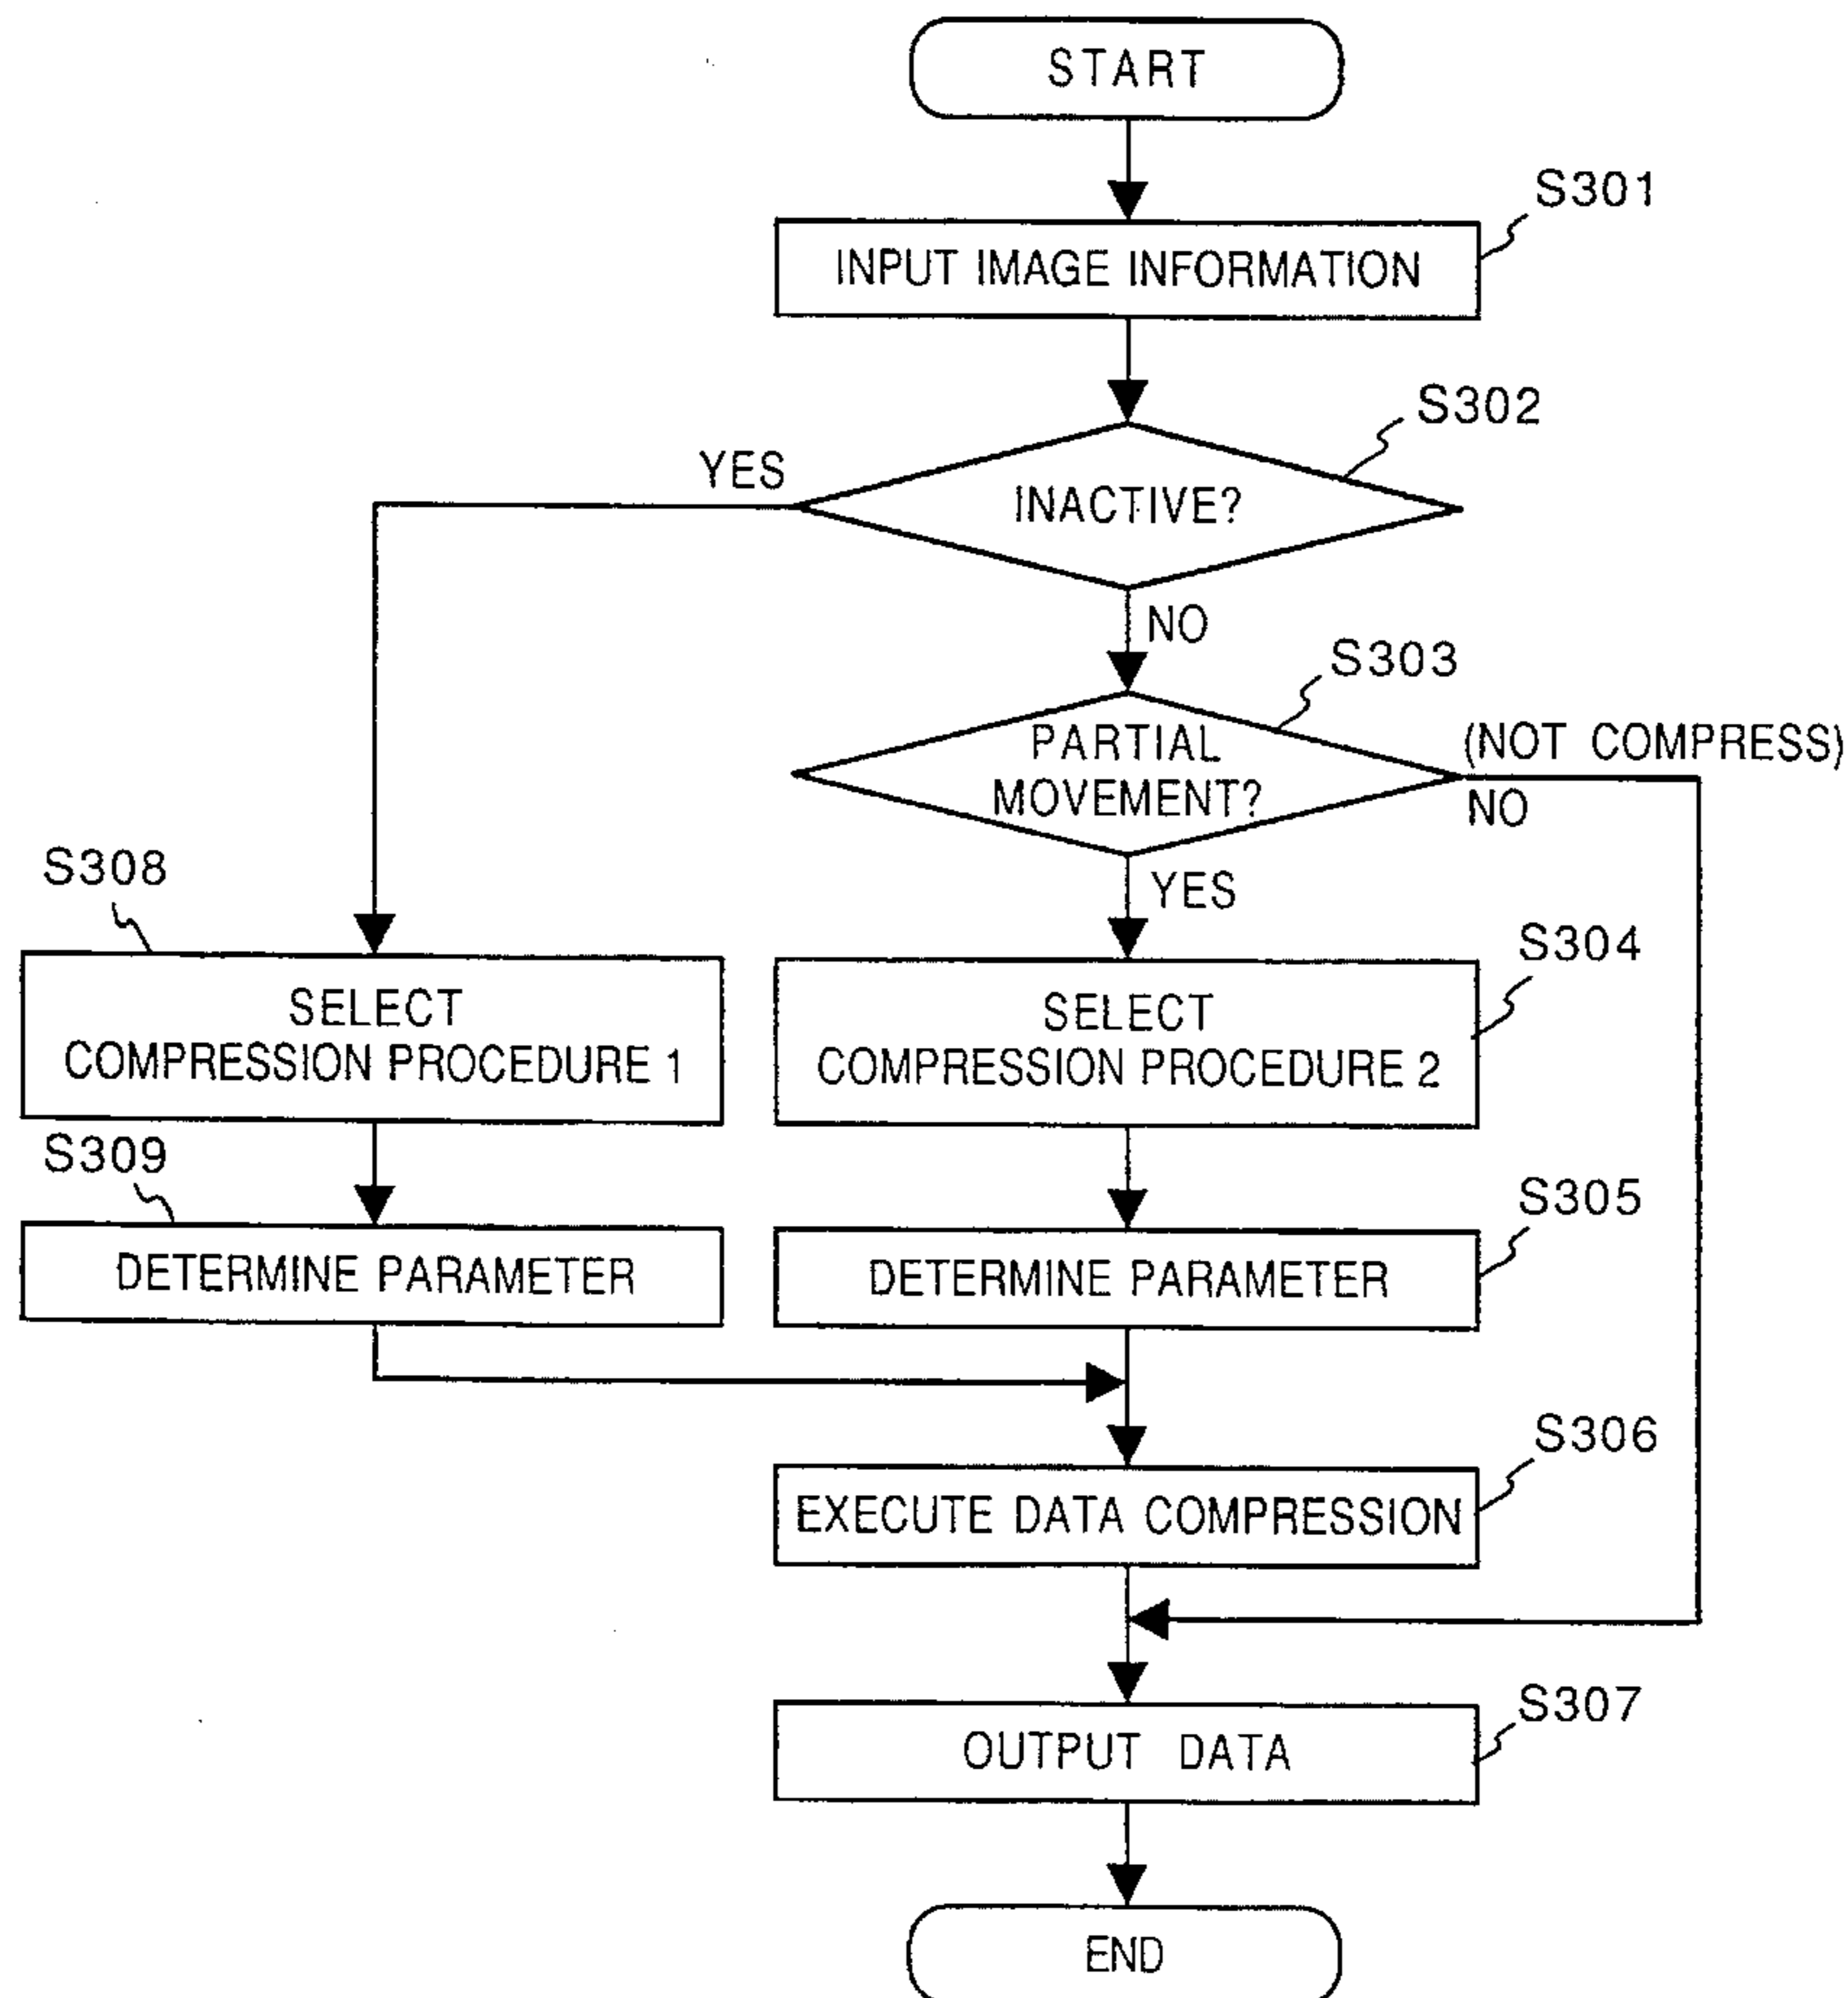 START
S301
INPUT IMAGE INFORMATION
S302
YES
INACTIVE?
NO
S303
PARTIAL
MOVEMENT?
(NOT COMPRESS)
NO
YES
S308
S304
SELECT
COMPRESSION PROCEDURE 1
SELECT
COMPRESSION PROCEDURE 2
S309
S305
DETERMINE PARAMETER
DETERMINE PARAMETER
S306
EXECUTE DATA COMPRESSION
S307
OUTPUT DATA
END